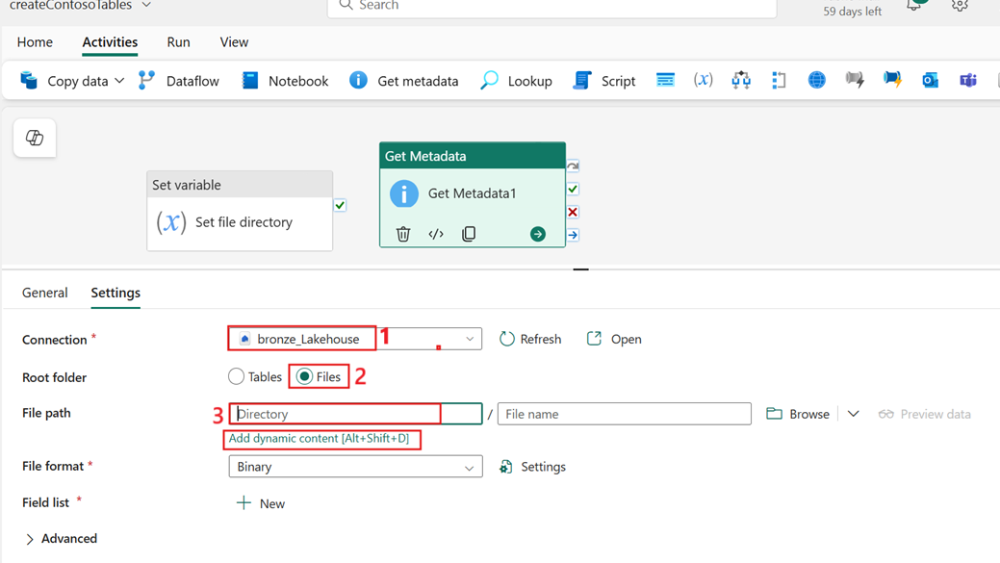 createContosoTables
Search
59 days left
Home Activities Run View
Copy data Dataflow Notebook Get metadata Lookup Script (x)
Set variable
(x) Set file directory
Get Metadata
Get Metadata1
General Settings
Connection * bronze_Lakehouse 1 Refresh Open
Root folder Tables Files 2
File path 3 Directory / File name Browse Preview data
Add dynamic content [Alt+Shift+D]
File format * Binary Settings
Field list * New
Advanced